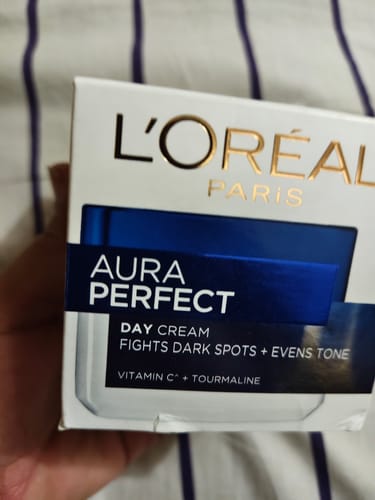 L'ORÉAL
PARiS
AURA
PERFECT
DAY CREAM
FIGHTS DARK SPOTS + EVENS TONE
VITAMIN C^ + TOURMALINE